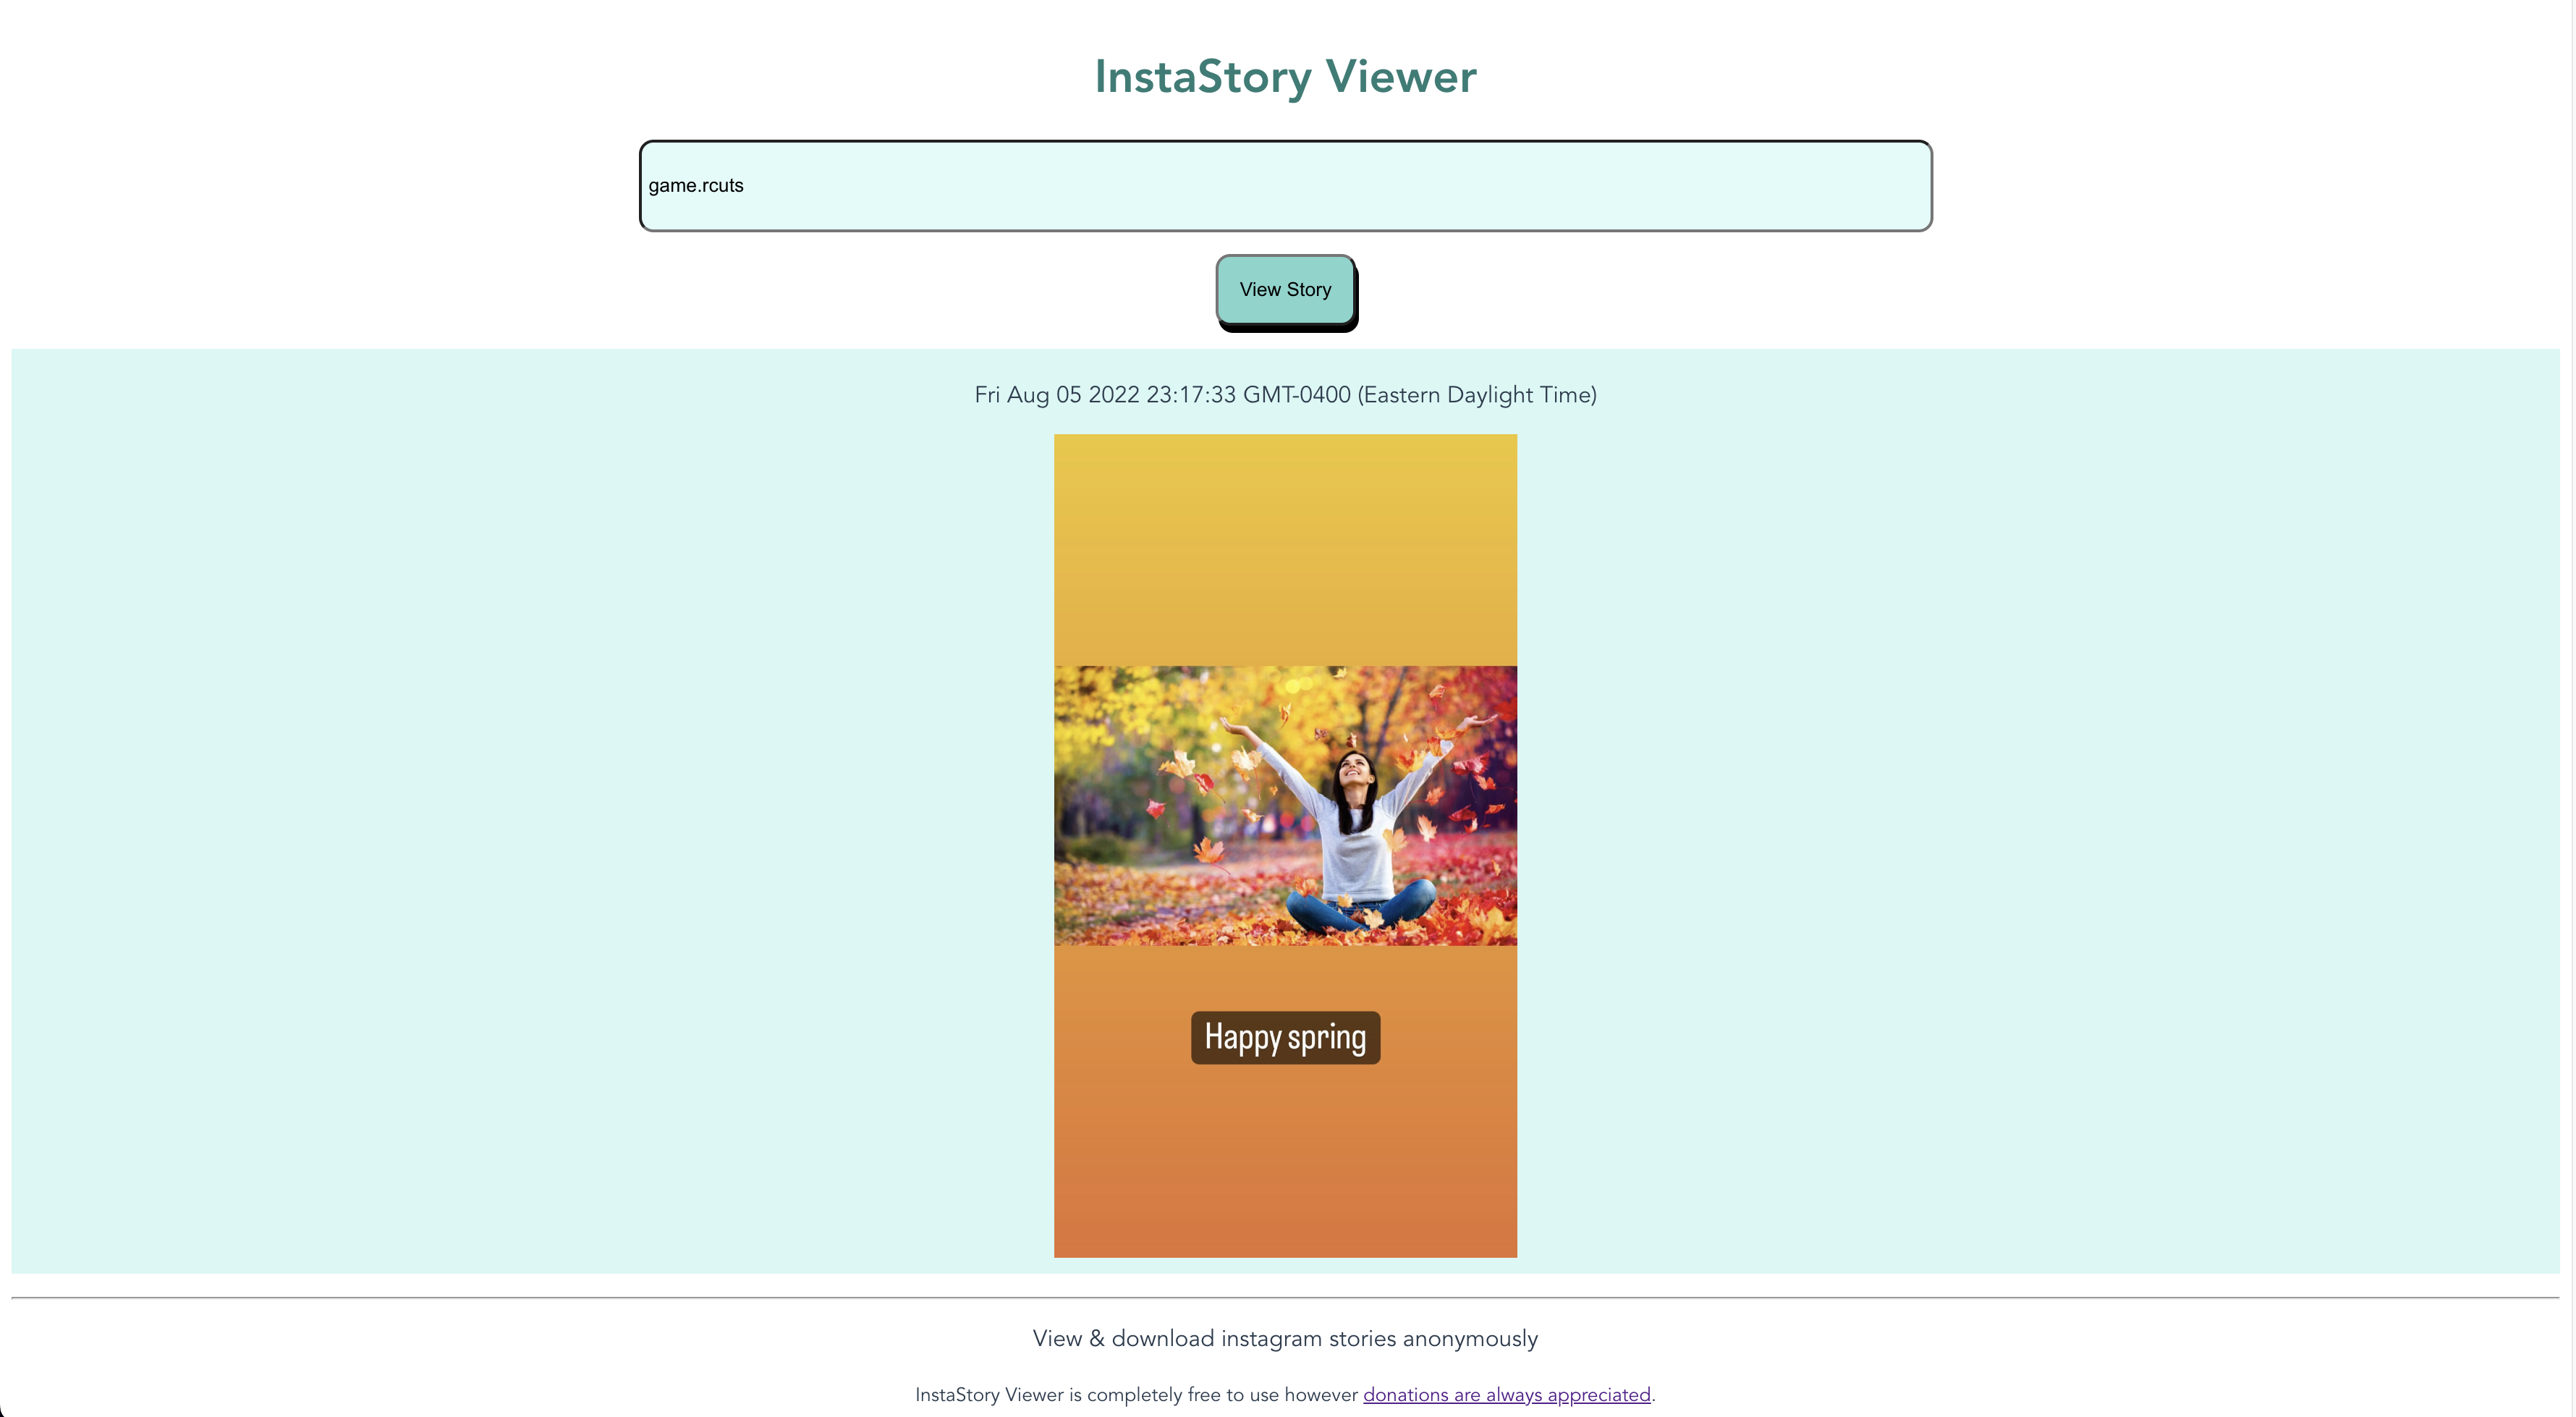 InstaStory Viewer
game.rcuts
View Story
Fri Aug 05 2022 23:17:33 GMT-0400 (Eastern Daylight Time)
Happy spring
View & download instagram stories anonymously
InstaStory Viewer is completely free to use however donations are always appreciated.